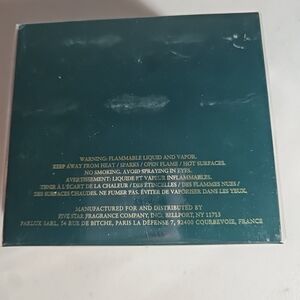 WARNING: FLAMMABLE LIQUID AND VAPOR.
KEEP AWAY FROM HEAT / SPARKS / OPEN FLAME / HOT SURFACES.
NO SMOKING. AVOID SPRAYING IN EYES.
AVERTISSEMENT: LIQUIDE ET VAPEUR INFLAMMABLES.
TENIR À L'ÉCART DE LA CHALEUR / DES ÉTINCELLES / DES FLAMMES NUES /
DES SURFACES CHAUDES. NE PAS FUMER. ÉVITER DE VAPORISER DANS LES YEUX.
MANUFACTURED FOR AND DISTRIBUTED BY
FIVE STAR FRAGRANCE COMPANY, INC. BELLPORT, NY 11713
PARLUX SARL, 54 RUE DE BITCHE, PARIS LA DÉFENSE 7, 92400 COURBEVOIE, FRANCE